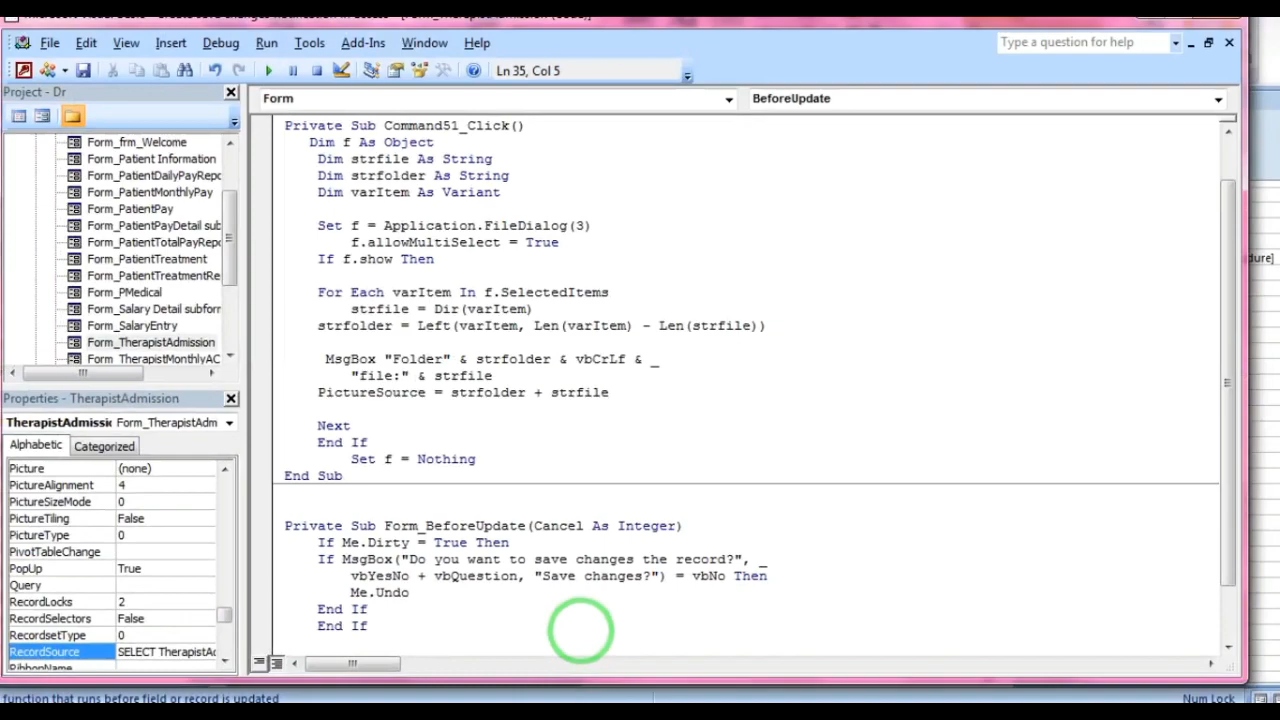 File Edit View Insert Debug Run Tools Add-Ins Window Help Type a question for help
Ln 35, Col 5
Project - Dr
Form BeforeUpdate
Form_frm_Welcome
Form_Patient Information
Form_PatientDailyPayRepo
Form_PatientMonthlyPay
Form_PatientPay
Form_PatientPayDetail sub
Form_PatientTotalPayRepo
Form_PatientTreatment
Form_PatientTreatmentRe
Form_PMedical
Form_Salary Detail subforn
Form_SalaryEntry
Form_TherapistAdmission
Form_TherapistMonthlyAC
Properties - TherapistAdmission
TherapistAdmissi Form_TherapistAdm
Alphabetic Categorized
Picture (none)
PictureAlignment 4
PictureSizeMode 0
PictureTiling False
PictureType 0
PivotTableChange
PopUp True
Query
RecordLocks 2
RecordSelectors False
RecordsetType 0
RecordSource SELECT TherapistAc
RibbonName
Private Sub Command51_Click()
Dim f As Object
Dim strfile As String
Dim strfolder As String
Dim varItem As Variant
Set f = Application.FileDialog(3)
f.allowMultiSelect = True
If f.show Then
For Each varItem In f.SelectedItems
strfile = Dir(varItem)
strfolder = Left(varItem, Len(varItem) - Len(strfile))
MsgBox "Folder" & strfolder & vbCrLf & _
"file:" & strfile
PictureSource = strfolder + strfile
Next
End If
Set f = Nothing
End Sub
Private Sub Form_BeforeUpdate(Cancel As Integer)
If Me.Dirty = True Then
If MsgBox("Do you want to save changes the record?", _
vbYesNo + vbQuestion, "Save changes?") = vbNo Then
Me.Undo
End If
End If
dure]
function that runs before field or record is updated Num Lock